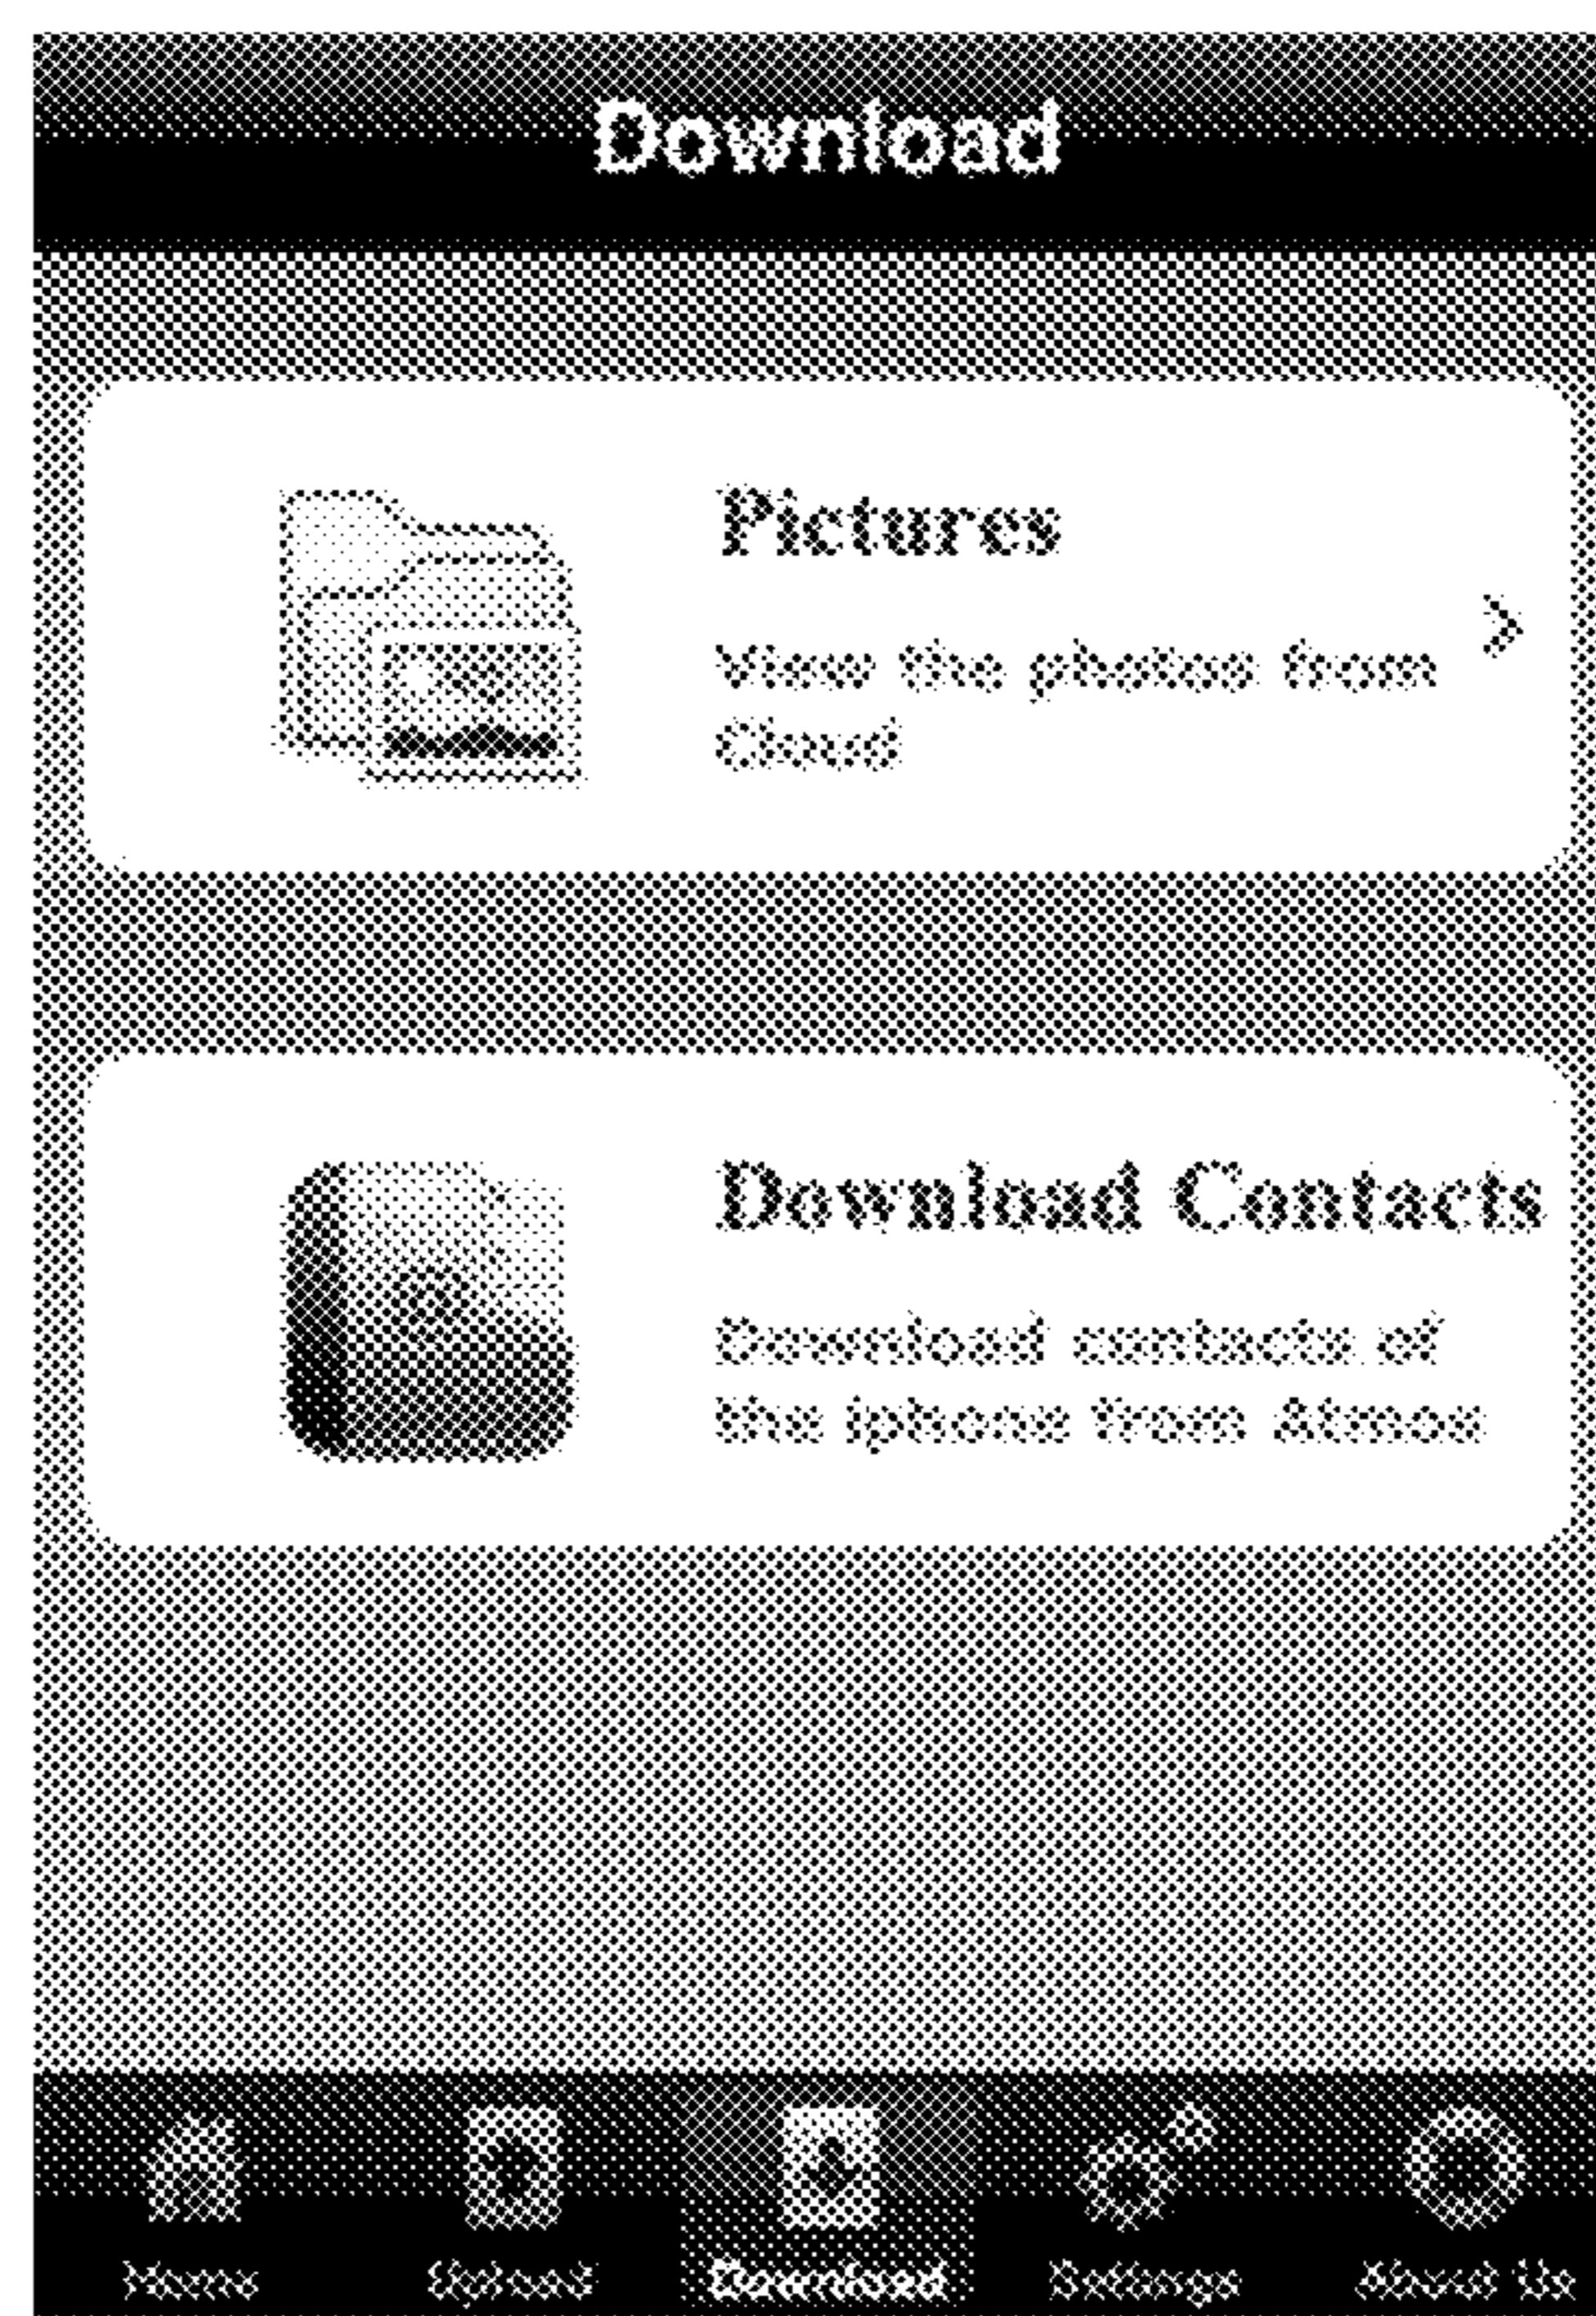 Download
Pictures
View the photos from
Cloud
Download Contacts
Download contacts of
the iphone from Atmos
Home
Upload
Download
Settings
About Us